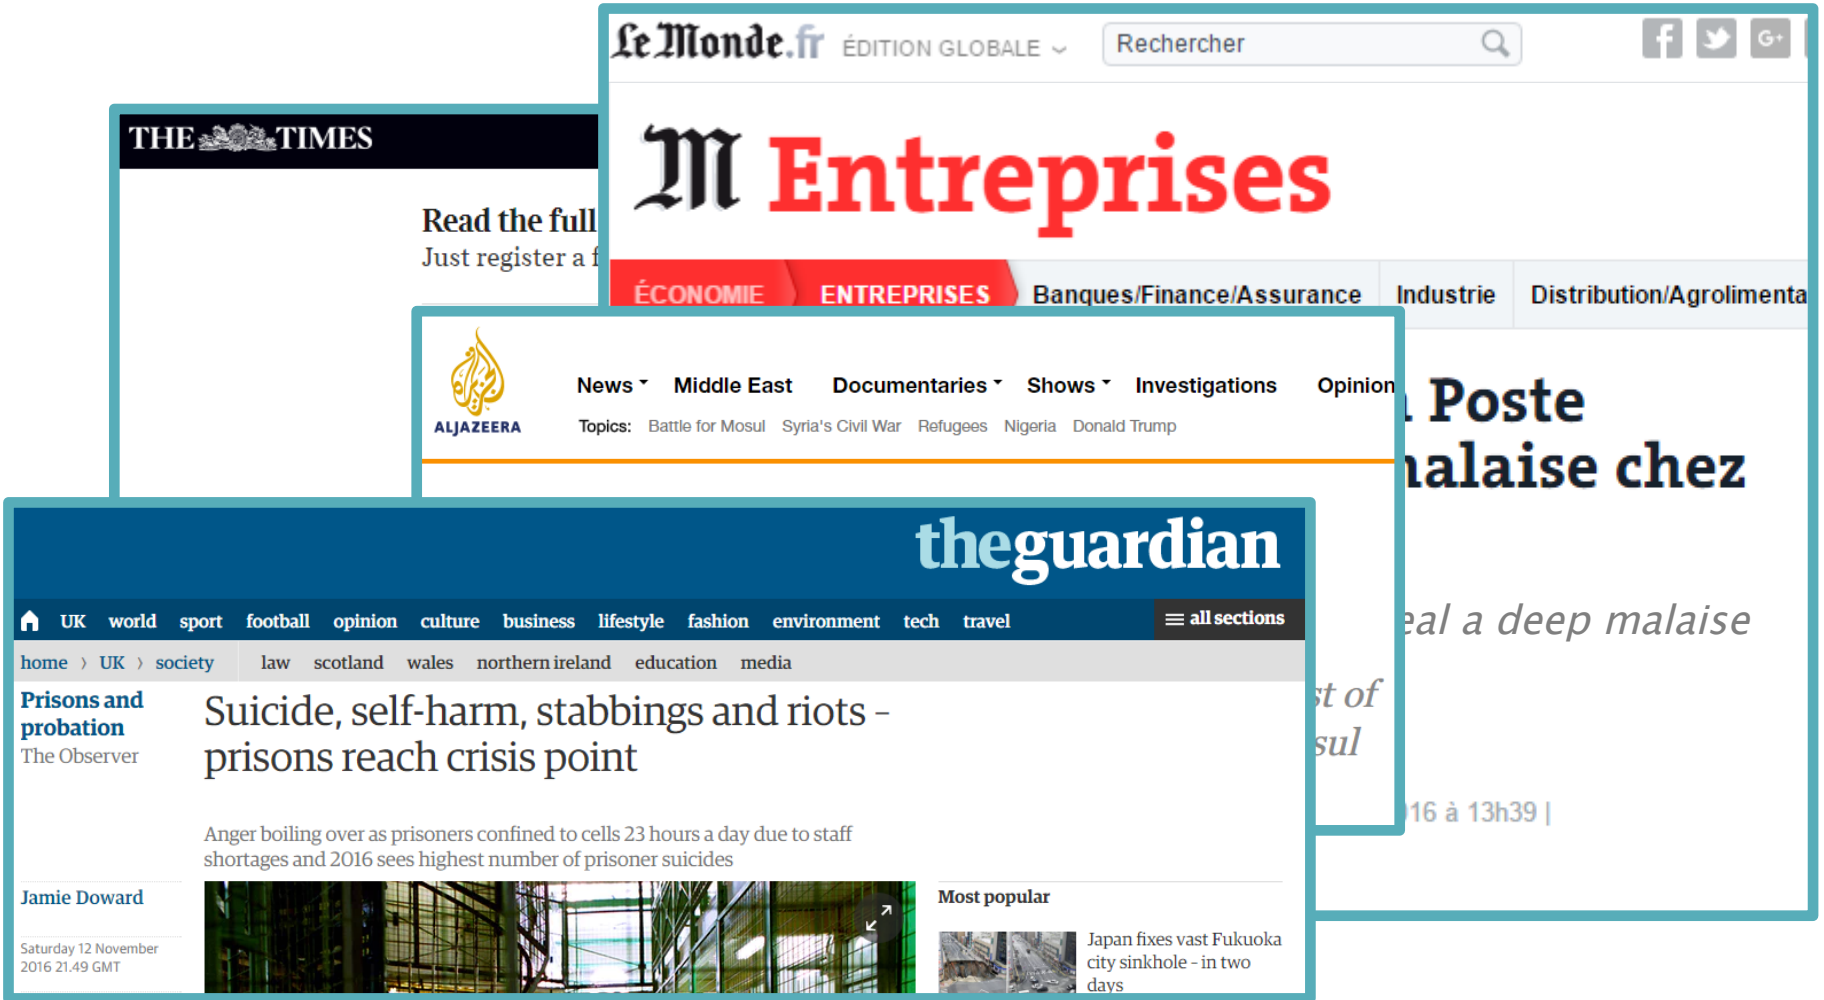 Le Monde.fr ÉDITION GLOBALE
Rechercher
G+
M Entreprises
ÉCONOMIE ENTREPRISES Banques/Finance/Assurance Industrie Distribution/Agrolimenta
Poste
chez
a deep malaise
16 à 13h39 |
THE TIMES
Read the full
Just register a
ALJAZEERA
News Middle East Documentaries Shows Investigations Opinion
Topics: Battle for Mosul Syria's Civil War Refugees Nigeria Donald Trump
of
theguardian
UK world sport football opinion culture business lifestyle fashion environment tech travel
all sections
home › UK › society law scotland wales northern ireland education media
Prisons and
probation
The Observer
Suicide, self-harm, stabbings and riots –
prisons reach crisis point
Anger boiling over as prisoners confined to cells 23 hours a day due to staff
shortages and 2016 sees highest number of prisoner suicides
Jamie Doward
Saturday 12 November
2016 21.49 GMT
Most popular
Japan fixes vast Fukuoka
city sinkhole – in two
days